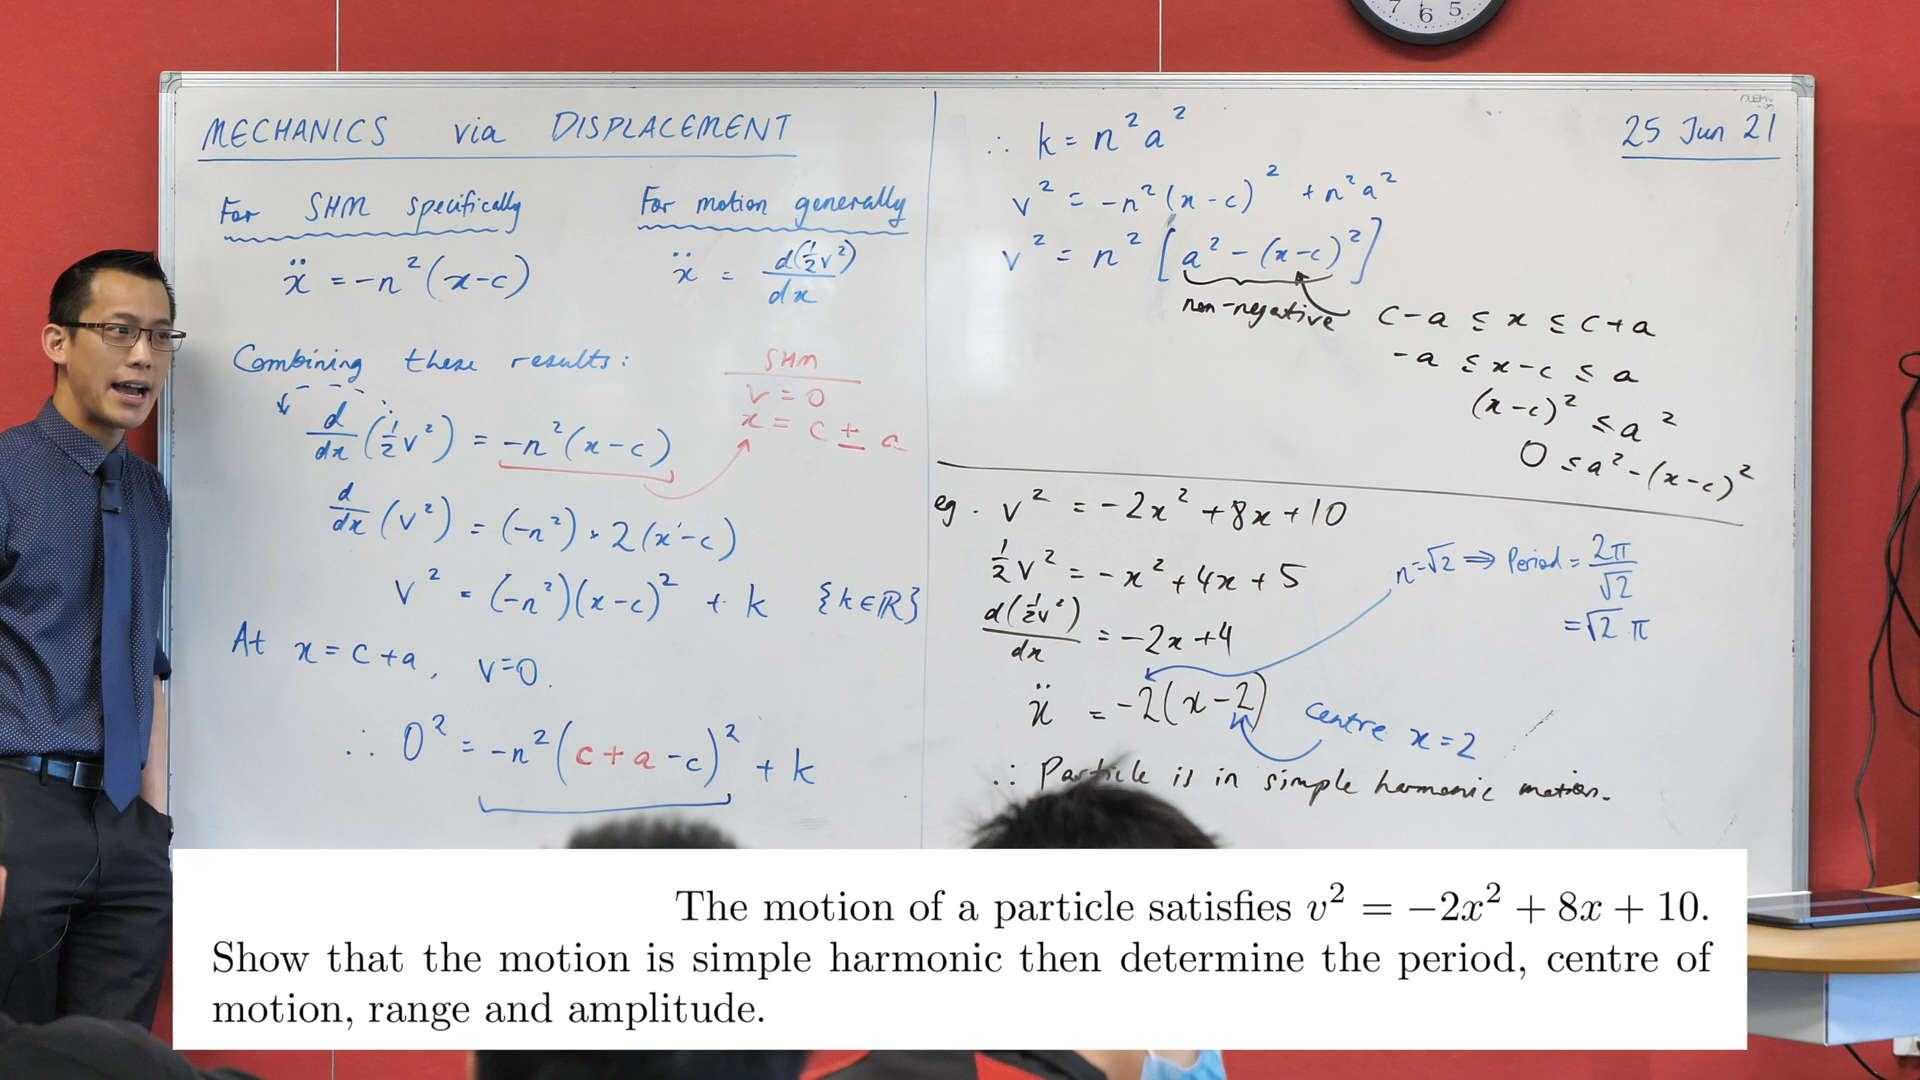 7 6 5
MECHANICS via DISPLACEMENT
For SHM specifically
For motion generally
ẍ = -n²(x-c)
ẍ = d(½v²)/dx
Combining these results:
SHM
v = 0
x = c ± a
d/dx (½v²) = -n²(x-c)
d/dx (v²) = (-n²) · 2(x-c)
v² = (-n²)(x-c)² + k {k∈ℝ}
At x = c+a, v=0.
∴ 0² = -n²(c+a-c)² + k
25 Jun 21
∴ k = n²a²
v² = -n²(x-c)² + n²a²
v² = n²[a² - (x-c)²]
non-negative
c-a ≤ x ≤ c+a
-a ≤ x-c ≤ a
(x-c)² ≤ a²
0 ≤ a² - (x-c)²
eg. v² = -2x² + 8x + 10
½v² = -x² + 4x + 5
d(½v²)/dx = -2x + 4
ẍ = -2(x-2)
n=√2 ⇒ Period = 2π/√2
= √2 π
Centre x = 2
∴ Particle is in simple harmonic motion.
The motion of a particle satisfies v² = −2x² + 8x + 10.
Show that the motion is simple harmonic then determine the period, centre of
motion, range and amplitude.